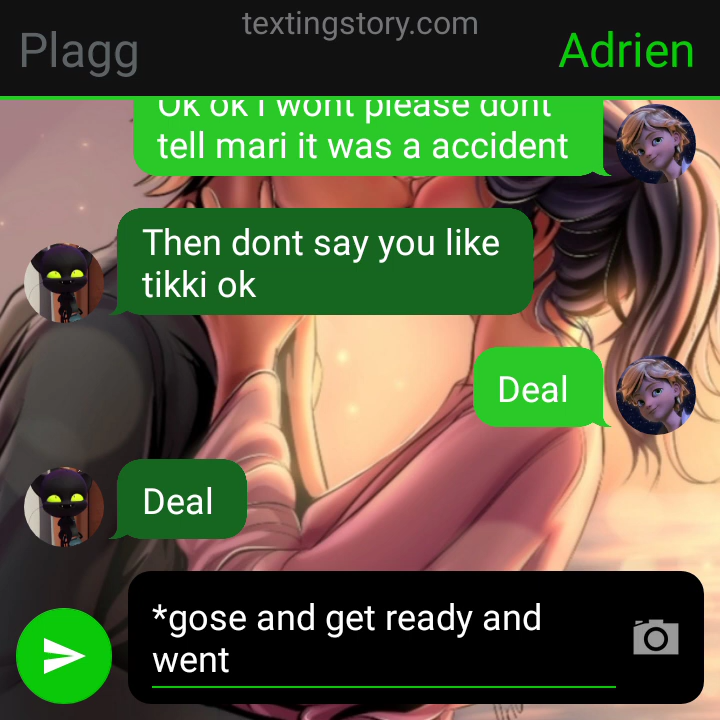 textingstory.com
Plagg
Adrien
Ok ok i wont please dont
tell mari it was a accident
Then dont say you like
tikki ok
Deal
Deal
*gose and get ready and
went